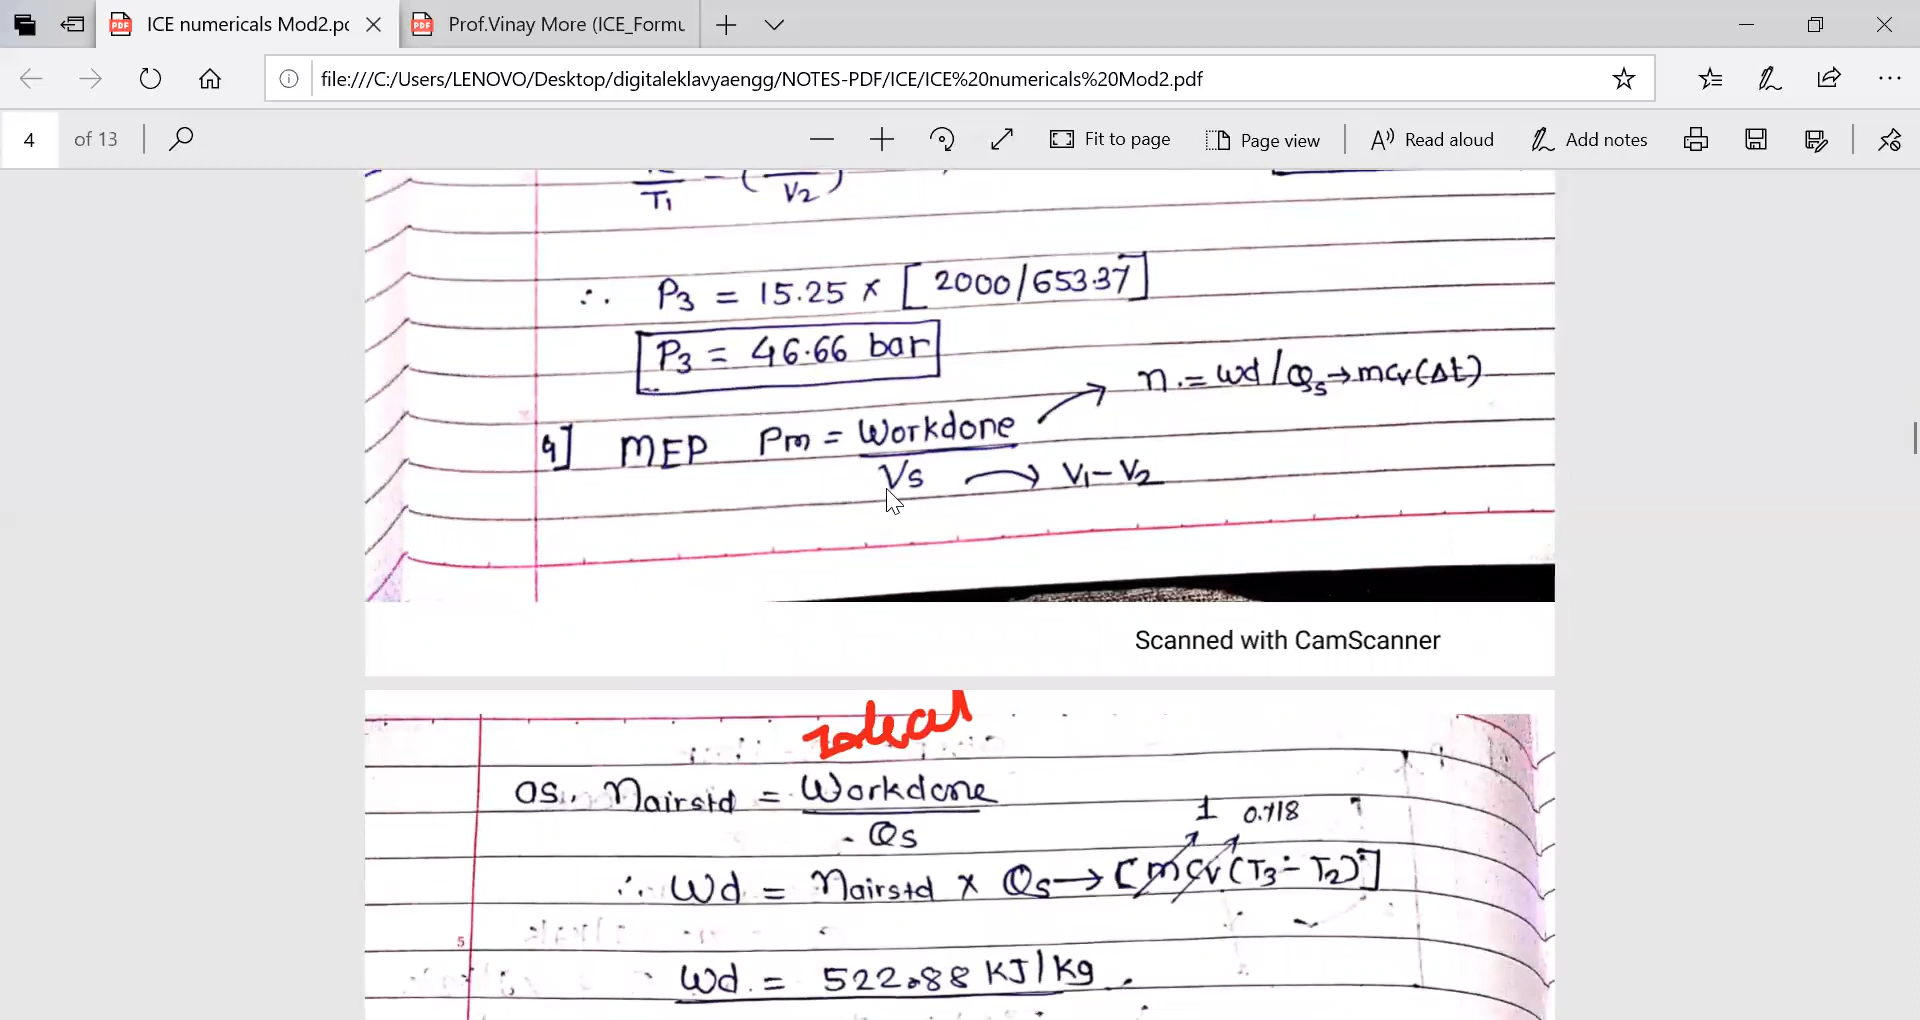 ICE numericals Mod2.pc
Prof.Vinay More (ICE_Formu
file:///C:/Users/LENOVO/Desktop/digitaleklavyaengg/NOTES-PDF/ICE/ICE%20numericals%20Mod2.pdf
4 of 13
Fit to page
Page view
Read aloud
Add notes
T1 = ( V2 )
∴ P3 = 15.25 × [2000/653.37]
P3 = 46.66 bar
η = Wd/Qs → mcv(Δt)
4] MEP Pm = Workdone
Vs → V1-V2
Scanned with CamScanner
ideal
as. ηairstd = Workdone
Qs
1 0.718
∴ Wd = ηairstd × Qs → [mcv(T3-T2)]
5
Wd = 522.88 KJ/kg.